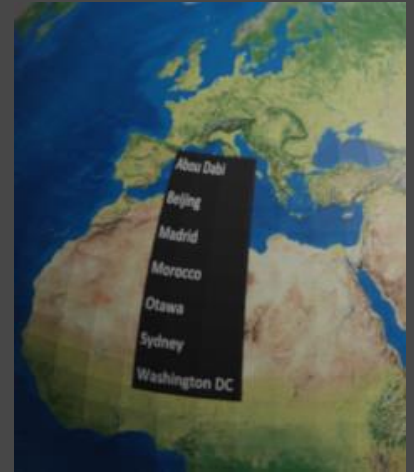 Abou Dabi
Beijing
Madrid
Morocco
Otawa
Sydney
Washington DC